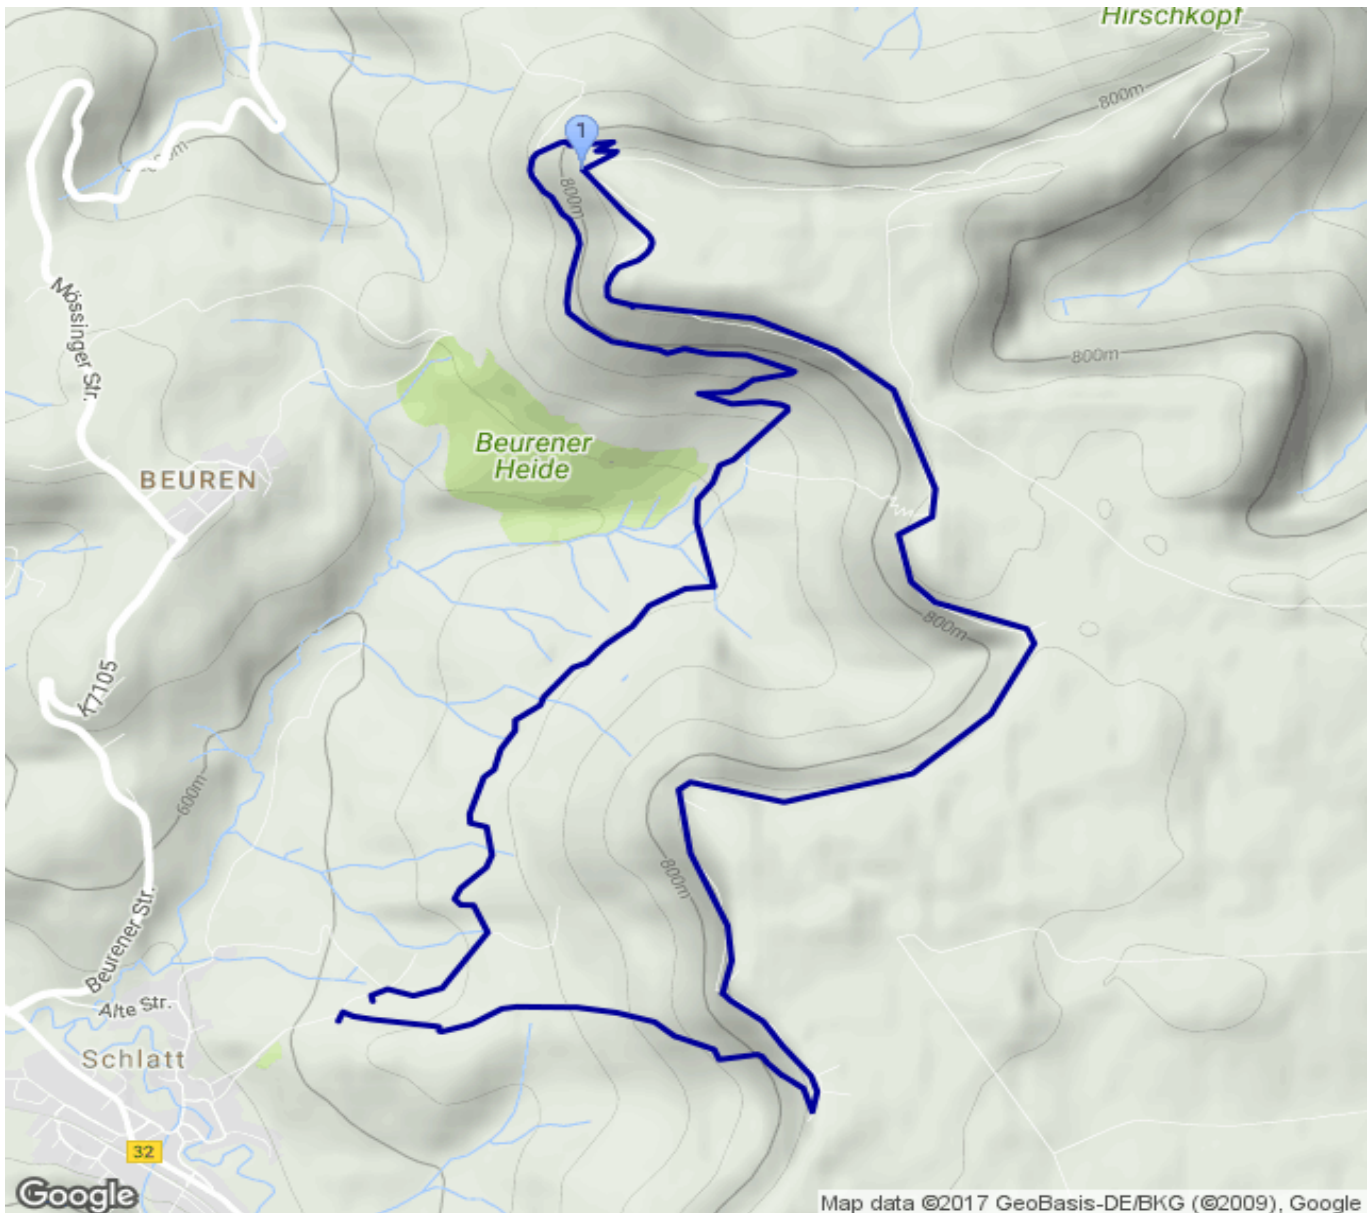 Hirschkopf
800m
1
800m
800m
Mössinger Str.
Beurener
Heide
BEUREN
800m
K7105
600m
800m
Beurener Str.
Alte Str.
Schlatt
32
Google
Map data ©2017 GeoBasis-DE/BKG (©2009), Google